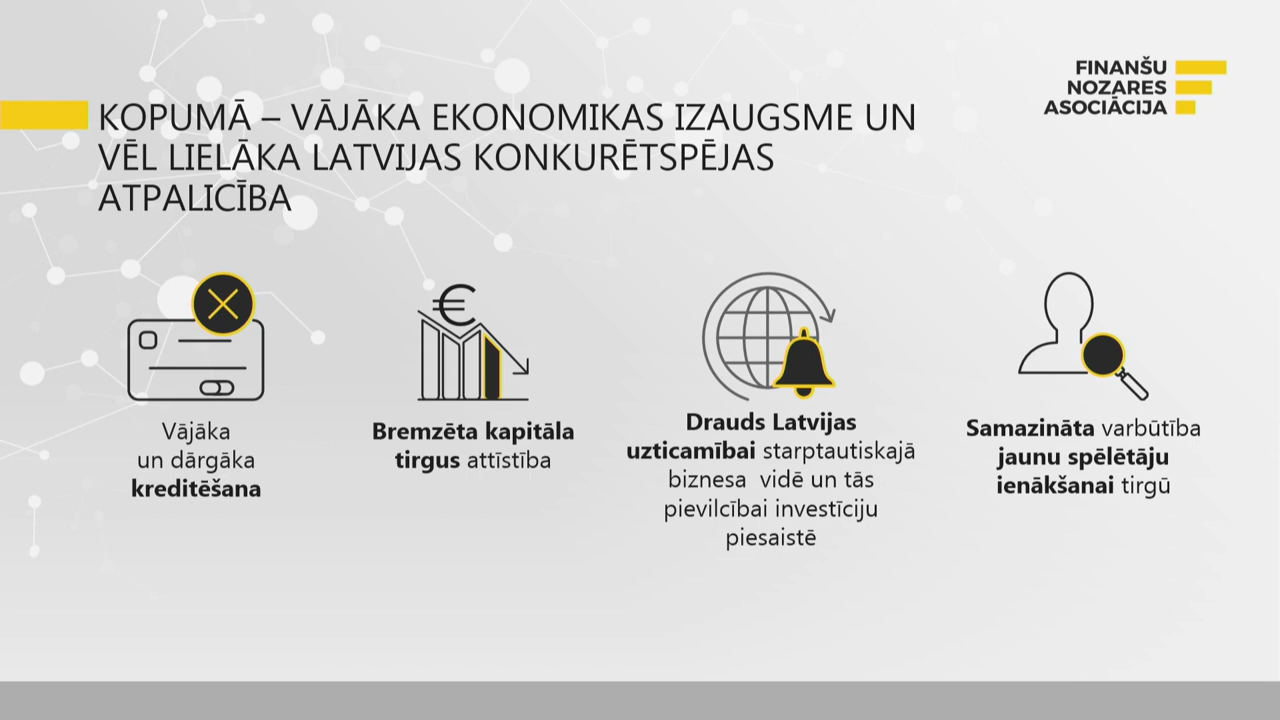 FINANŠU
NOZARES
ASOCIĀCIJA
KOPUMĀ – VĀJĀKA EKONOMIKAS IZAUGSME UN
VĒL LIELĀKA LATVIJAS KONKURĒTSPĒJAS
ATPALICĪBA
Vājāka
un dārgāka
kreditēšana
Bremzēta kapitāla
tirgus attīstība
Drauds Latvijas
uzticamībai starptautiskajā
biznesa vidē un tās
pievilcībai investīciju
piesaistē
Samazināta varbūtība
jaunu spēlētāju
ienākšanai tirgū